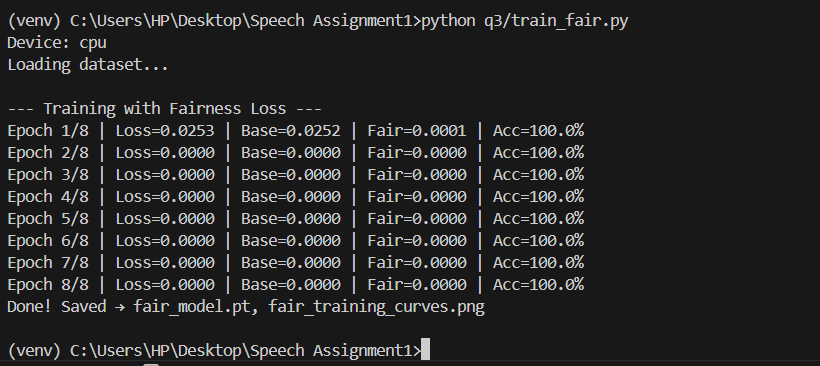 (venv) C:\Users\HP\Desktop\Speech Assignment1>python q3/train_fair.py
Device: cpu
Loading dataset...
--- Training with Fairness Loss ---
Epoch 1/8 | Loss=0.0253 | Base=0.0252 | Fair=0.0001 | Acc=100.0%
Epoch 2/8 | Loss=0.0000 | Base=0.0000 | Fair=0.0000 | Acc=100.0%
Epoch 3/8 | Loss=0.0000 | Base=0.0000 | Fair=0.0000 | Acc=100.0%
Epoch 4/8 | Loss=0.0000 | Base=0.0000 | Fair=0.0000 | Acc=100.0%
Epoch 5/8 | Loss=0.0000 | Base=0.0000 | Fair=0.0000 | Acc=100.0%
Epoch 6/8 | Loss=0.0000 | Base=0.0000 | Fair=0.0000 | Acc=100.0%
Epoch 7/8 | Loss=0.0000 | Base=0.0000 | Fair=0.0000 | Acc=100.0%
Epoch 8/8 | Loss=0.0000 | Base=0.0000 | Fair=0.0000 | Acc=100.0%
Done! Saved → fair_model.pt, fair_training_curves.png
(venv) C:\Users\HP\Desktop\Speech Assignment1>